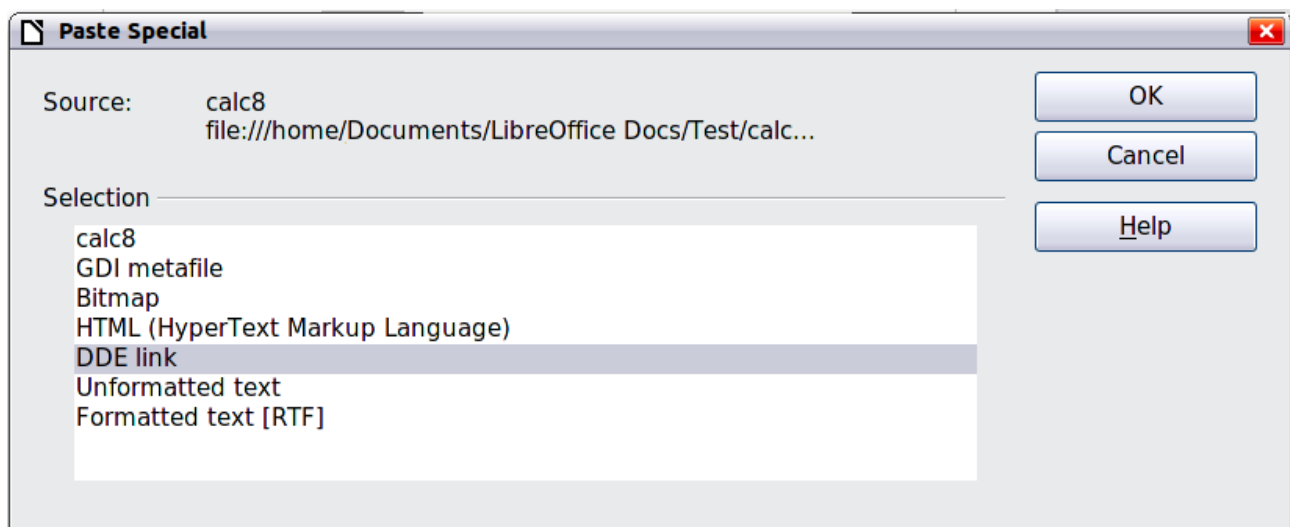 Paste Special
Source: calc8
file:///home/Documents/LibreOffice Docs/Test/calc...
OK
Cancel
Help
Selection
calc8
GDI metafile
Bitmap
HTML (HyperText Markup Language)
DDE link
Unformatted text
Formatted text [RTF]